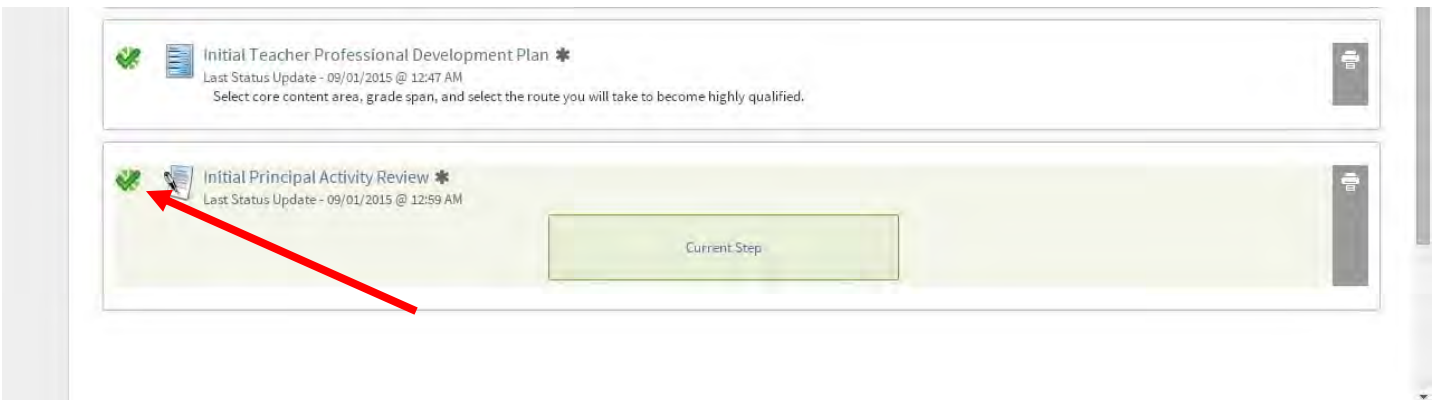 Initial Teacher Professional Development Plan ✱
Last Status Update - 09/01/2015 @ 12:47 AM
Select core content area, grade span, and select the route you will take to become highly qualified.
Initial Principal Activity Review ✱
Last Status Update - 09/01/2015 @ 12:59 AM
Current Step